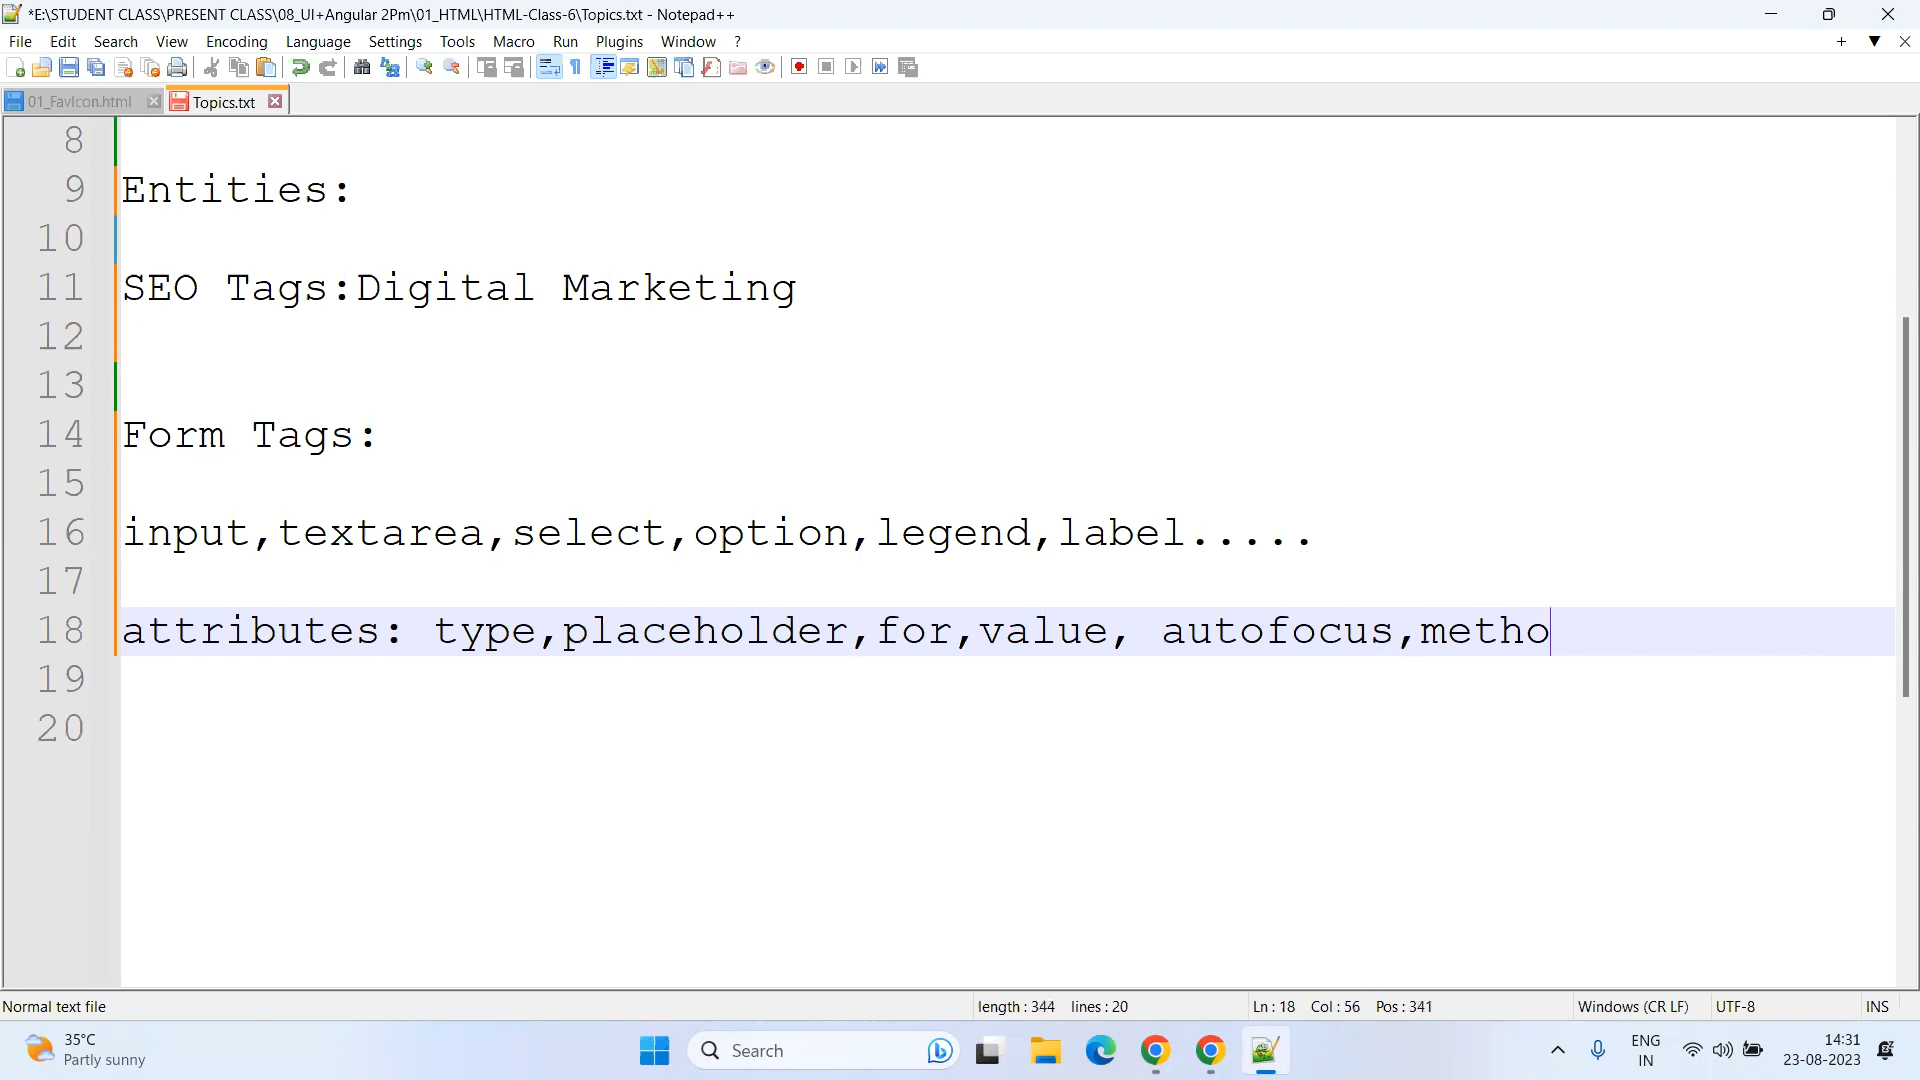 *E:\STUDENT CLASS\PRESENT CLASS\08_UI+Angular 2Pm\01_HTML\HTML-Class-6\Topics.txt - Notepad++
File Edit Search View Encoding Language Settings Tools Macro Run Plugins Window ?
01_FavIcon.html Topics.txt
8
9 Entities:
10
11 SEO Tags:Digital Marketing
12
13
14 Form Tags:
15
16 input,textarea,select,option,legend,label.....
17
18 attributes: type,placeholder,for,value, autofocus,metho
19
20
Normal text file length : 344 lines : 20 Ln : 18 Col : 56 Pos : 341 Windows (CR LF) UTF-8 INS
35°C
Partly sunny
Search
ENG
IN
14:31
23-08-2023